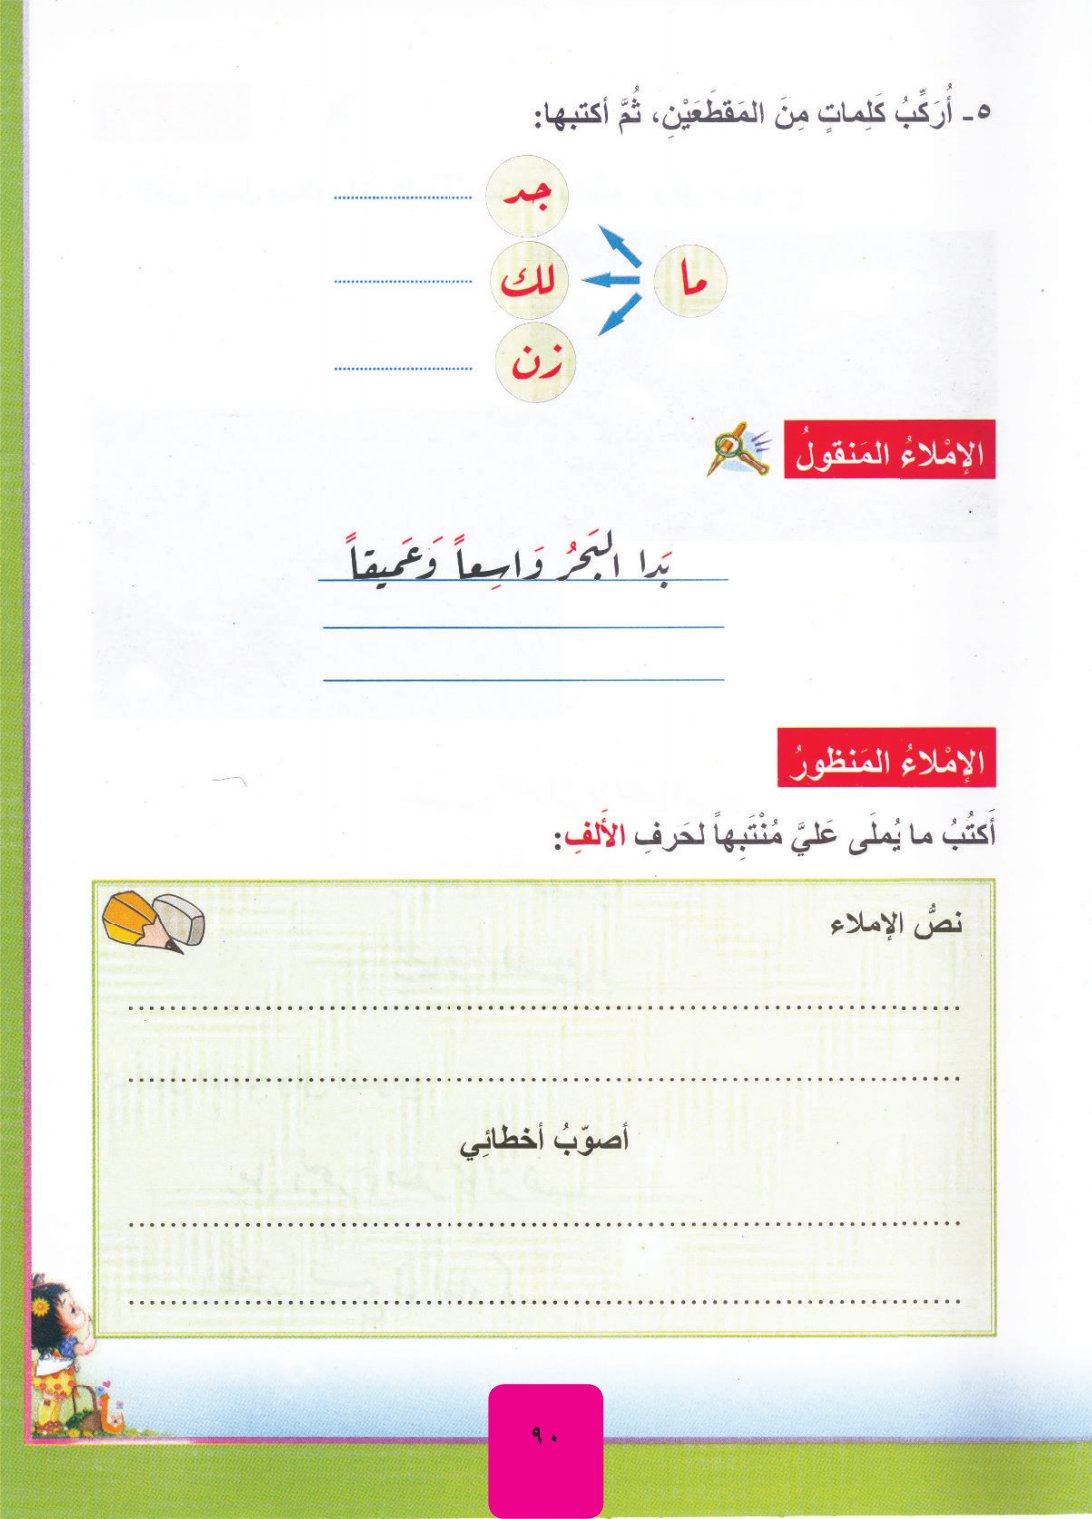 ٥- أُرَكِّبُ كَلِماتٍ مِنَ المَقطَعَيْنِ، ثُمَّ أكتبها:
جد
ما
لك
زن
الإمْلاءُ المَنقولُ
بَدا البَحرُ وَاسِعاً وَعَميقاً
الإمْلاءُ المَنظورُ
أَكتُبُ ما يُملَى عَليَّ مُنْتَبِهاً لحَرفِ الأَلفِ:
نصُّ الإملاء
أصوّبُ أخطائِي
٩٠